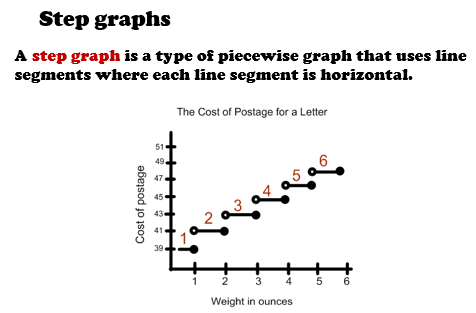 Step graphs
A step graph is a type of piecewise graph that uses line
segments where each line segment is horizontal.
The Cost of Postage for a Letter
Cost of postage
51
49
47
45
43
41
39
1
2
3
4
5
6
1 2 3 4 5 6
Weight in ounces